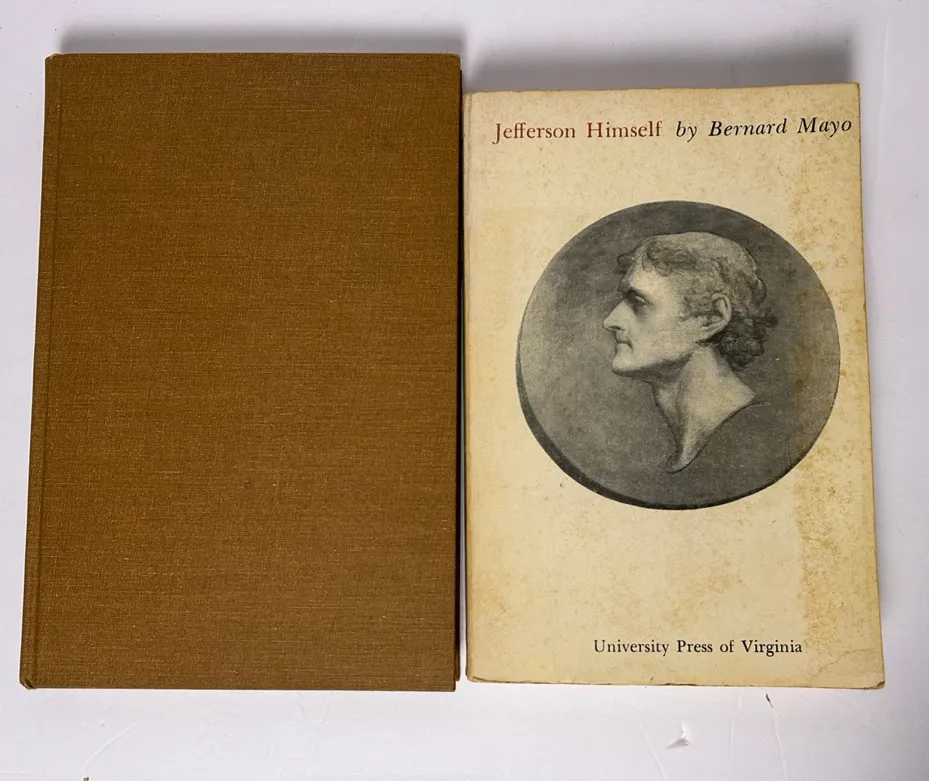 Jefferson Himself by Bernard Mayo
University Press of Virginia